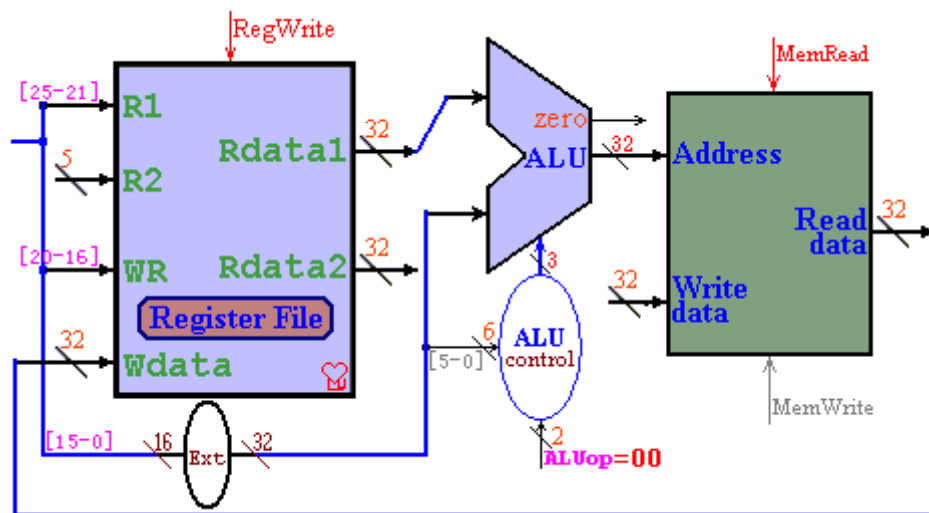 RegWrite
MemRead
[25-21]
R1
zero
32
Rdata1
ALU
32
Address
5
R2
Read
data
32
[20-16]
WR
Rdata2
32
3
32
Write
data
Register File
ALU
control
6
[5-0]
32
Wdata
MemWrite
[15-0]
16
Ext
32
2
ALUop=00